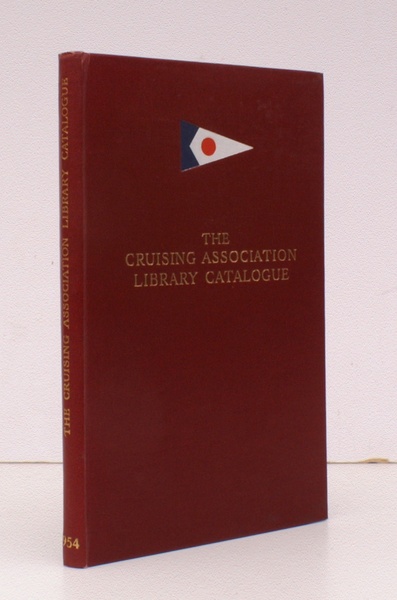 THE
CRUISING ASSOCIATION
LIBRARY CATALOGUE
THE CRUISING ASSOCIATION LIBRARY CATALOGUE
954